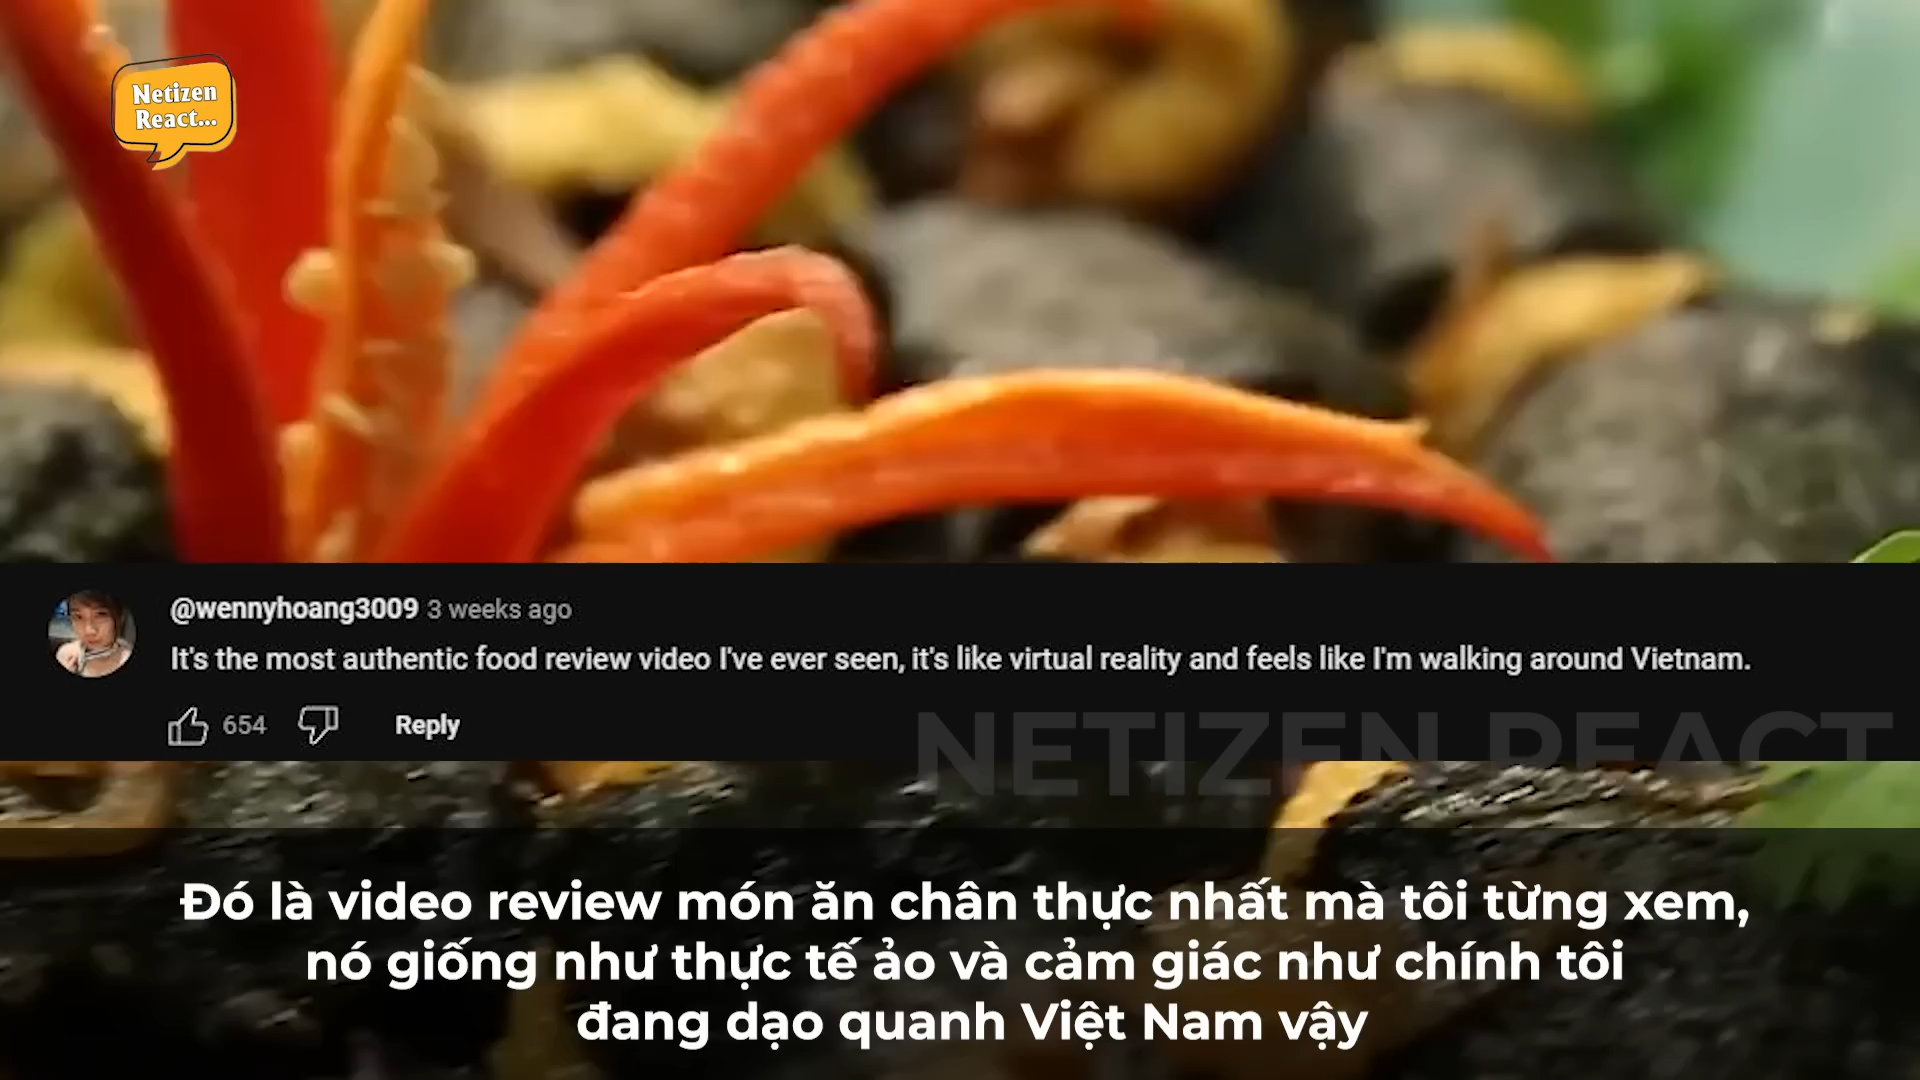 Netizen
React...
@wennyhoang3009 3 weeks ago
It's the most authentic food review video I've ever seen, it's like virtual reality and feels like I'm walking around Vietnam.
654
Reply
NETIZEN REACT
Đó là video review món ăn chân thực nhất mà tôi từng xem,
nó giống như thực tế ảo và cảm giác như chính tôi
đang dạo quanh Việt Nam vậy